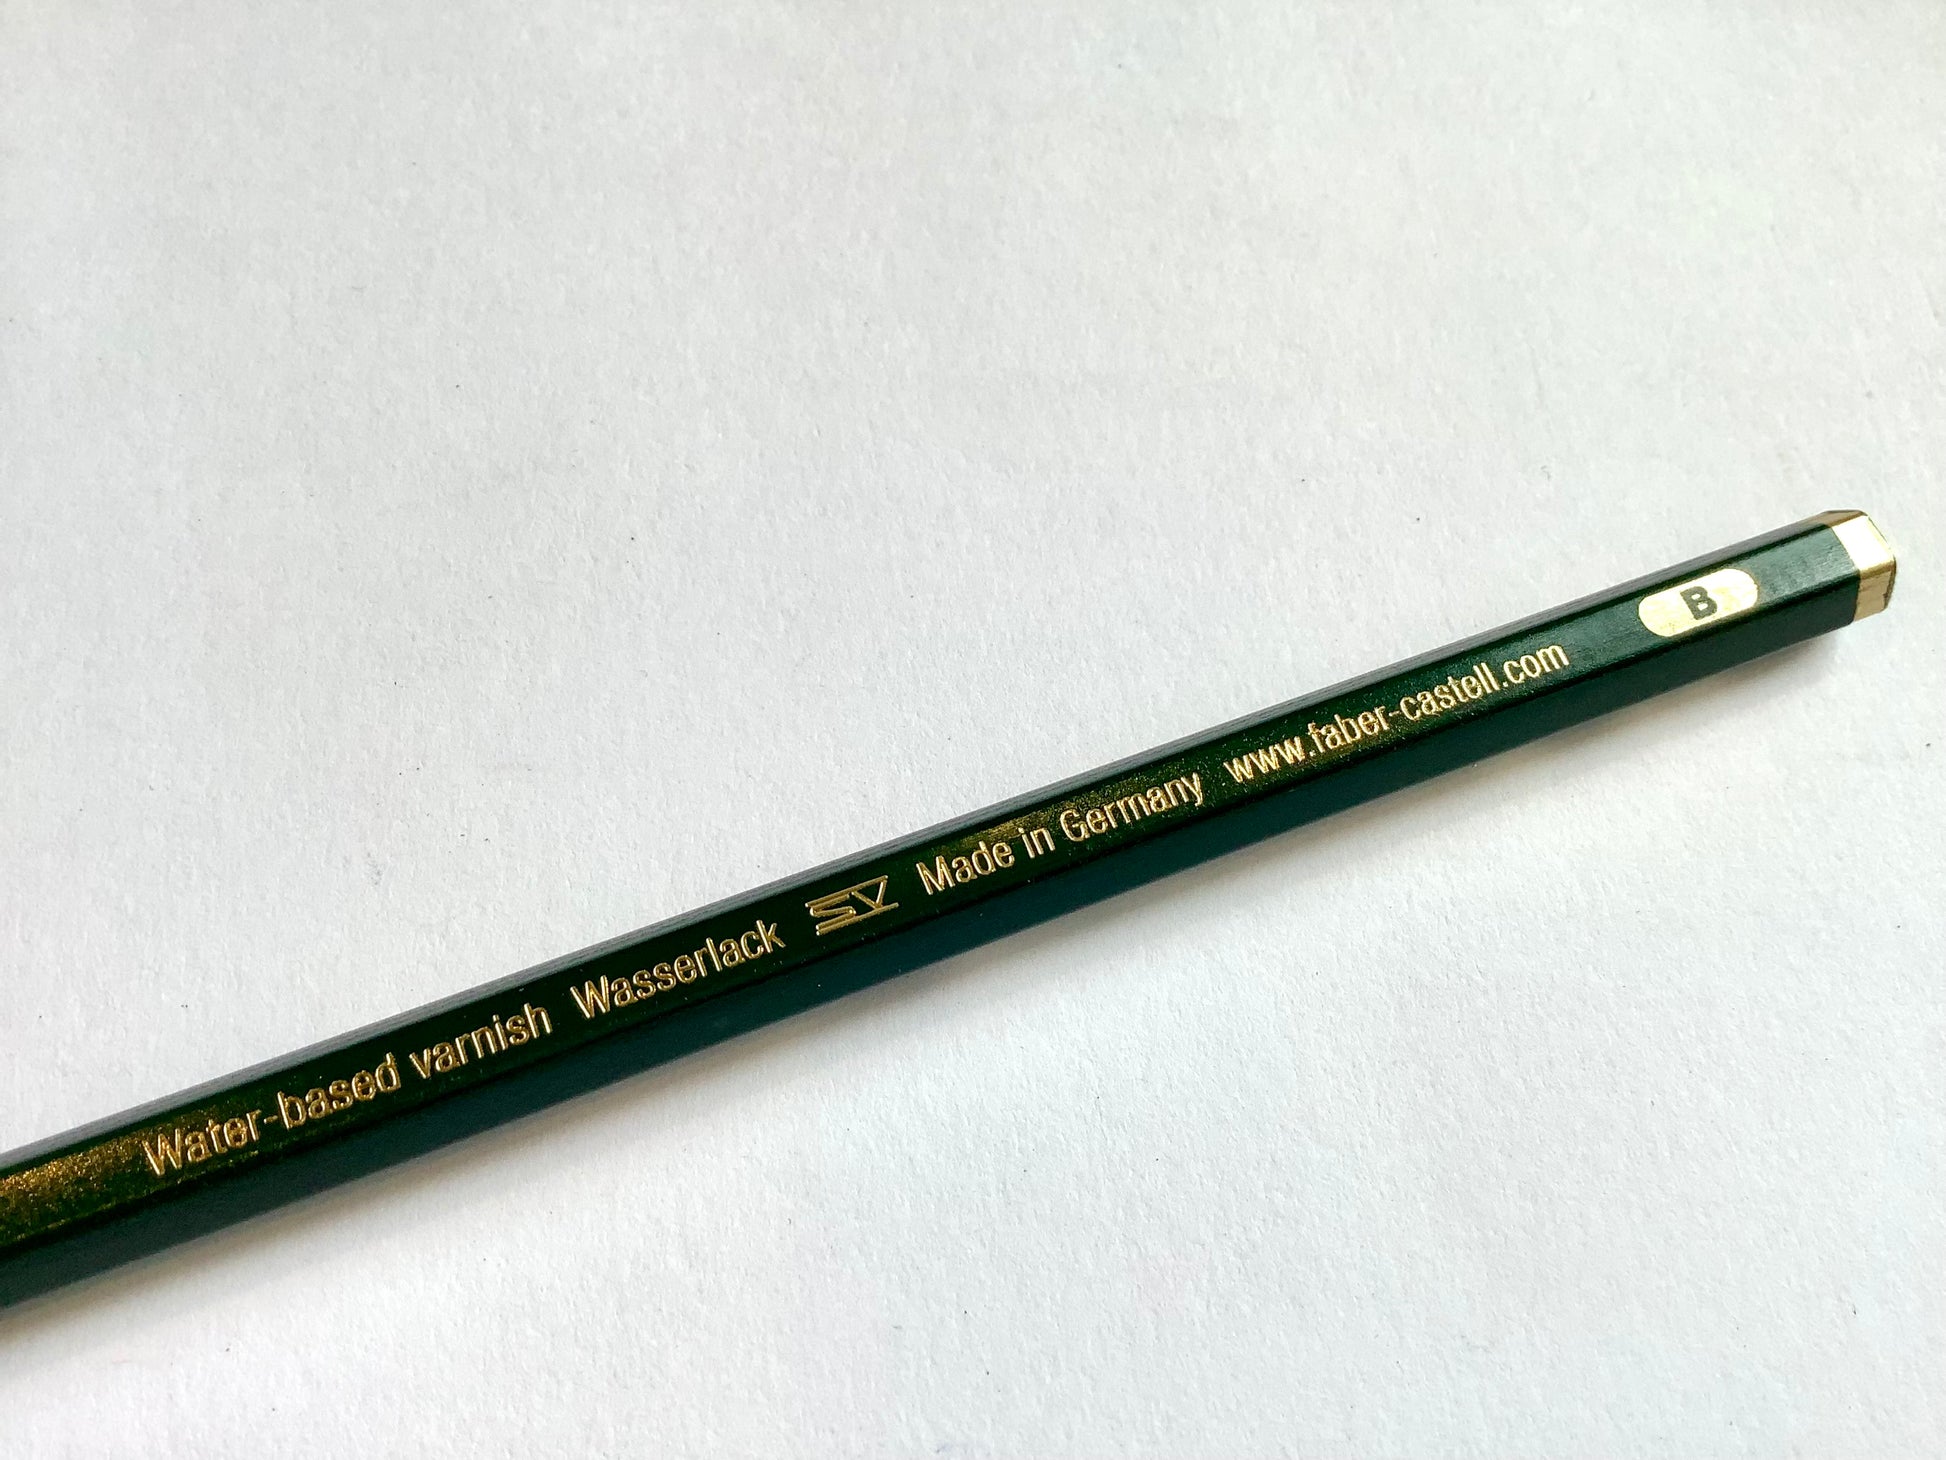 Water-based varnish Wasserlack SV Made in Germany www.faber-castell.com B